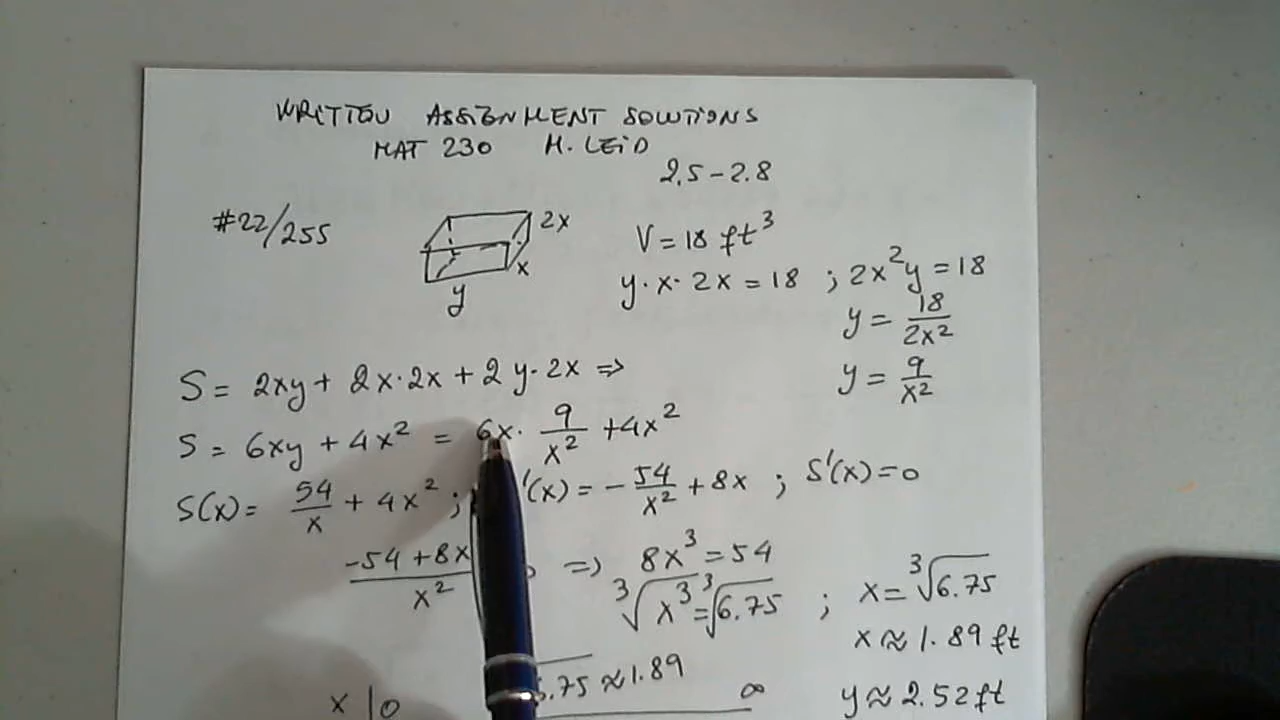 WRITTEN ASSIGNMENT SOLUTIONS
MAT 230 M. LEID
2.5 - 2.8
#22/255
2x
x
y
V = 18 ft³
y · x · 2x = 18 ; 2x²y = 18
y = 18/2x²
y = 9/x²
S = 2xy + 2x · 2x + 2y · 2x ⇒
S = 6xy + 4x² = 6x · 9/x² + 4x²
S(x) = 54/x + 4x² ; '(x) = - 54/x² + 8x ; S'(x) = 0
-54 + 8x / x² ⇒ 8x³ = 54
∛x³ = ∛6.75 ; x = ∛6.75
x ≈ 1.89 ft
.75 ≈ 1.89
x | 0 ∞ y ≈ 2.52 ft